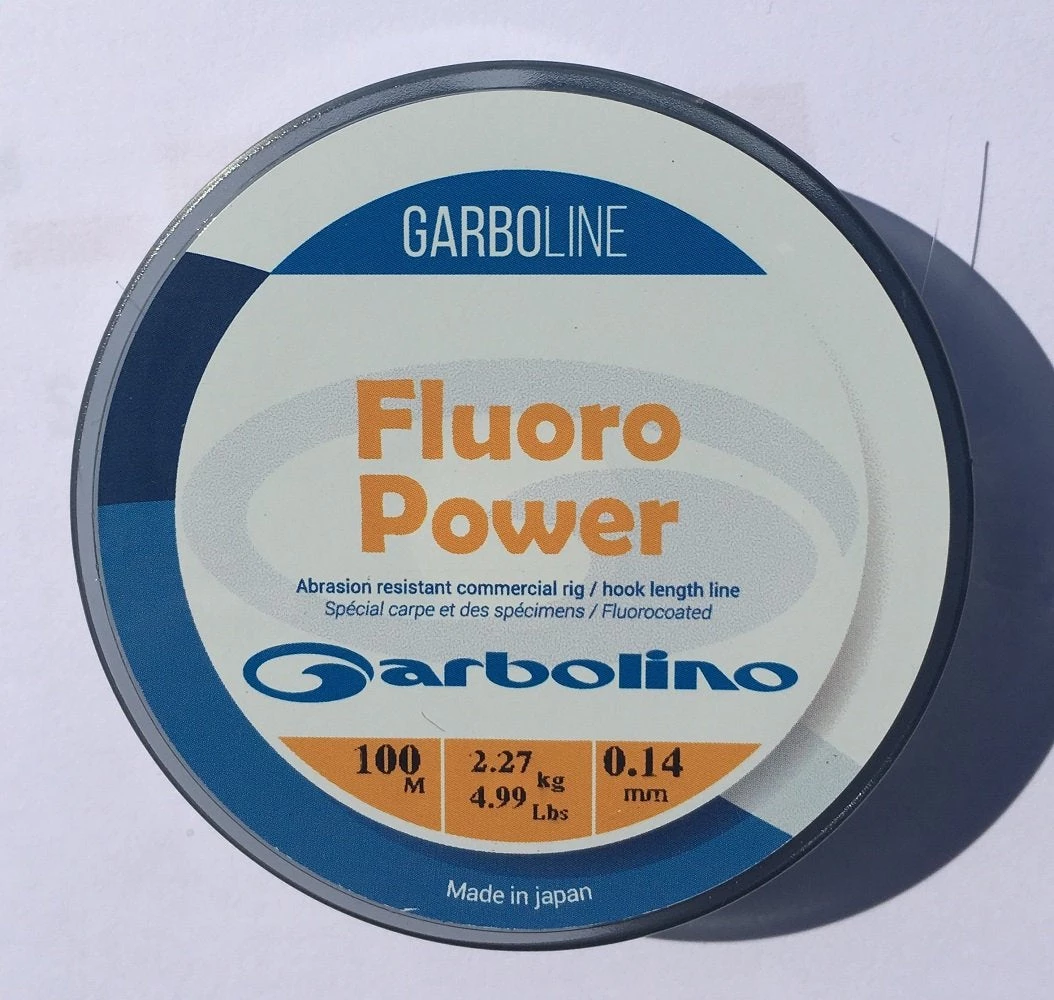 GARBOLINE
Fluoro
Power
Abrasion resistant commercial rig / hook length line
Spécial carpe et des spécimens / Fluorocoated
Garbolino
100 M
2.27 kg
4.99 Lbs
0.14
mm
Made in japan